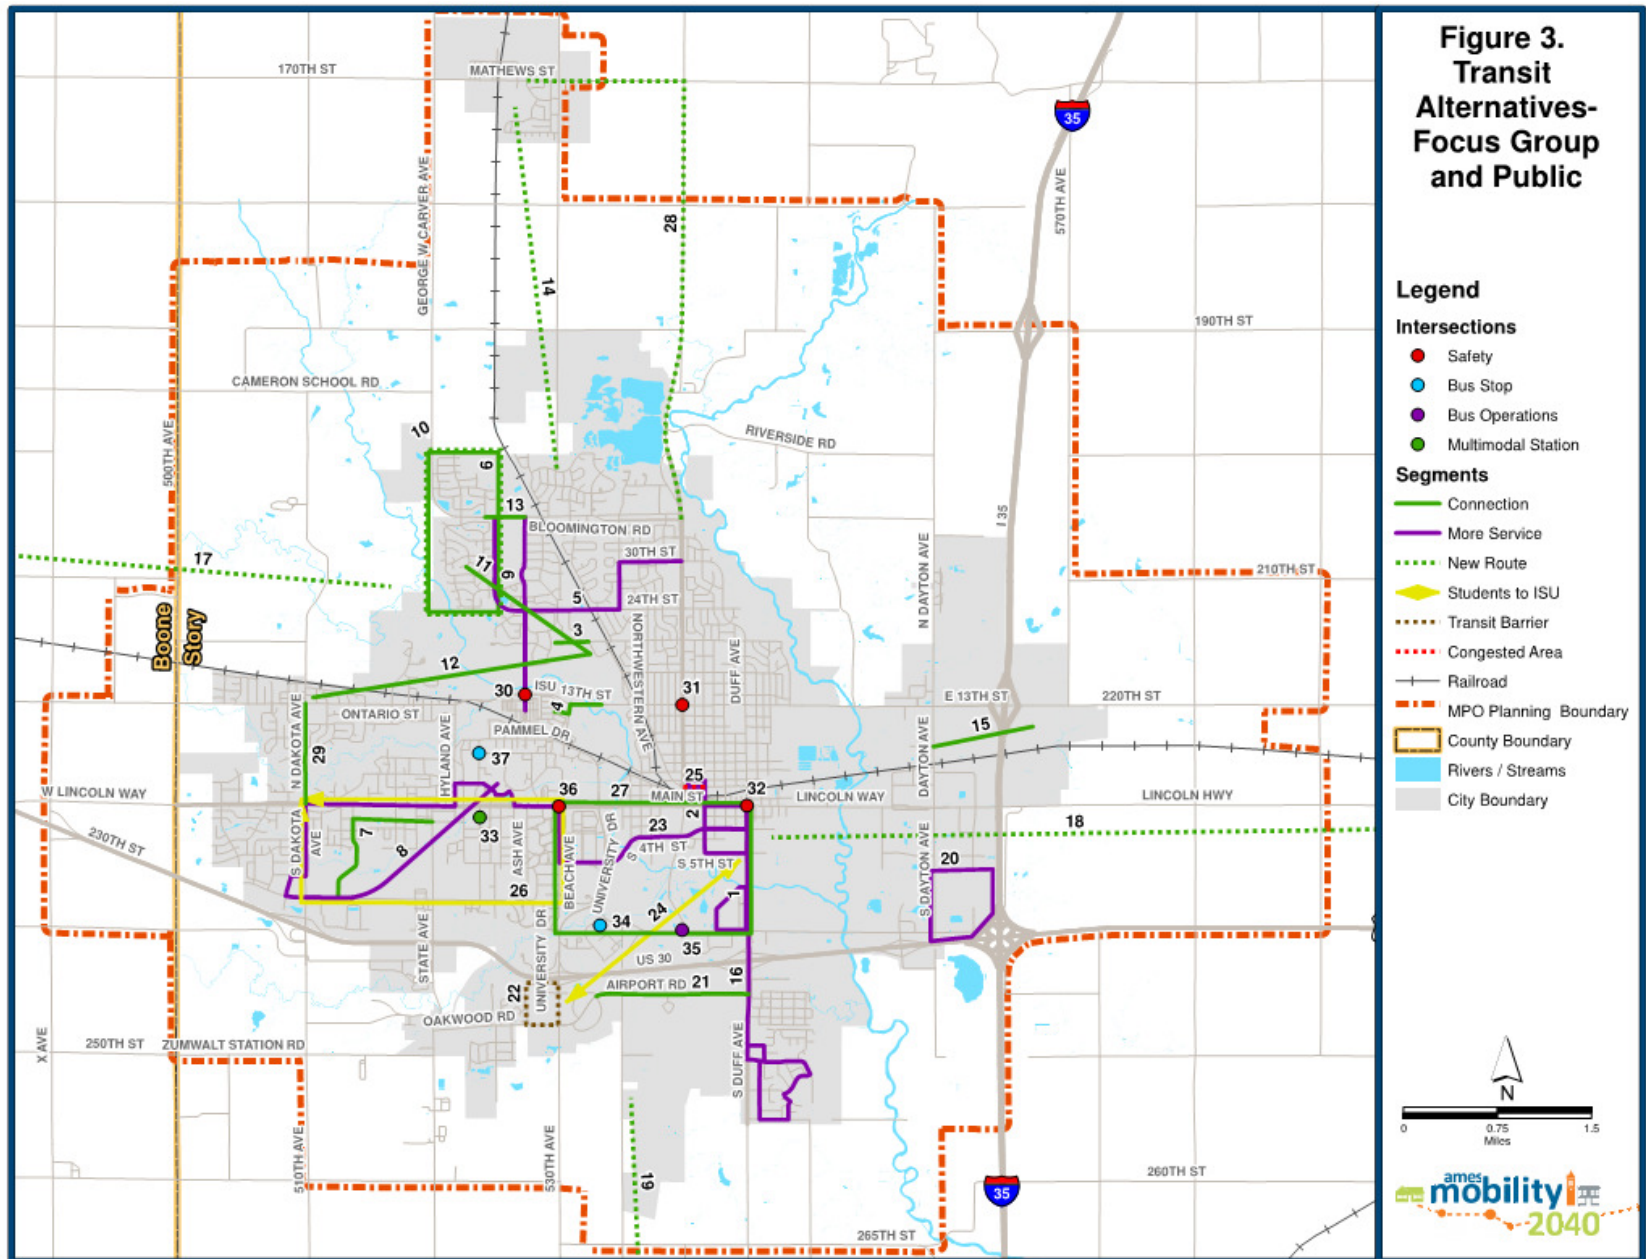 Figure 3.
Transit
Alternatives-
Focus Group
and Public
Legend
Intersections
Safety
Bus Stop
Bus Operations
Multimodal Station
Segments
Connection
More Service
New Route
Students to ISU
Transit Barrier
Congested Area
Railroad
MPO Planning Boundary
County Boundary
Rivers / Streams
City Boundary
N
0
0.75
1.5
Miles
ames
mobility
2040
170TH ST
MATHEWS ST
35
GEORGE W CARVER AVE
570TH AVE
28
14
190TH ST
CAMERON SCHOOL RD
10
RIVERSIDE RD
500TH AVE
6
13
BLOOMINGTON RD
I 35
17
11
9
30TH ST
N DAYTON AVE
210TH ST
5
24TH ST
Boone
Story
3
NORTHWESTERN AVE
DUFF AVE
12
30
ISU 13TH ST
31
E 13TH ST
220TH ST
N DAKOTA AVE
ONTARIO ST
4
PAMMEL DR
15
29
HYLAND AVE
37
DAYTON AVE
25
W LINCOLN WAY
36
27
MAIN ST
32
LINCOLN WAY
LINCOLN HWY
2
230TH ST
S DAKOTA AVE
7
33
ASH AVE
UNIVERSITY DR
23
S 4TH ST
18
8
BEACH AVE
S 5TH ST
20
26
1
S DAYTON AVE
34
24
STATE AVE
UNIVERSITY DR
35
US 30
16
22
AIRPORT RD
21
OAKWOOD RD
X AVE
250TH ST
ZUMWALT STATION RD
S DUFF AVE
510TH AVE
530TH AVE
19
260TH ST
35
265TH ST